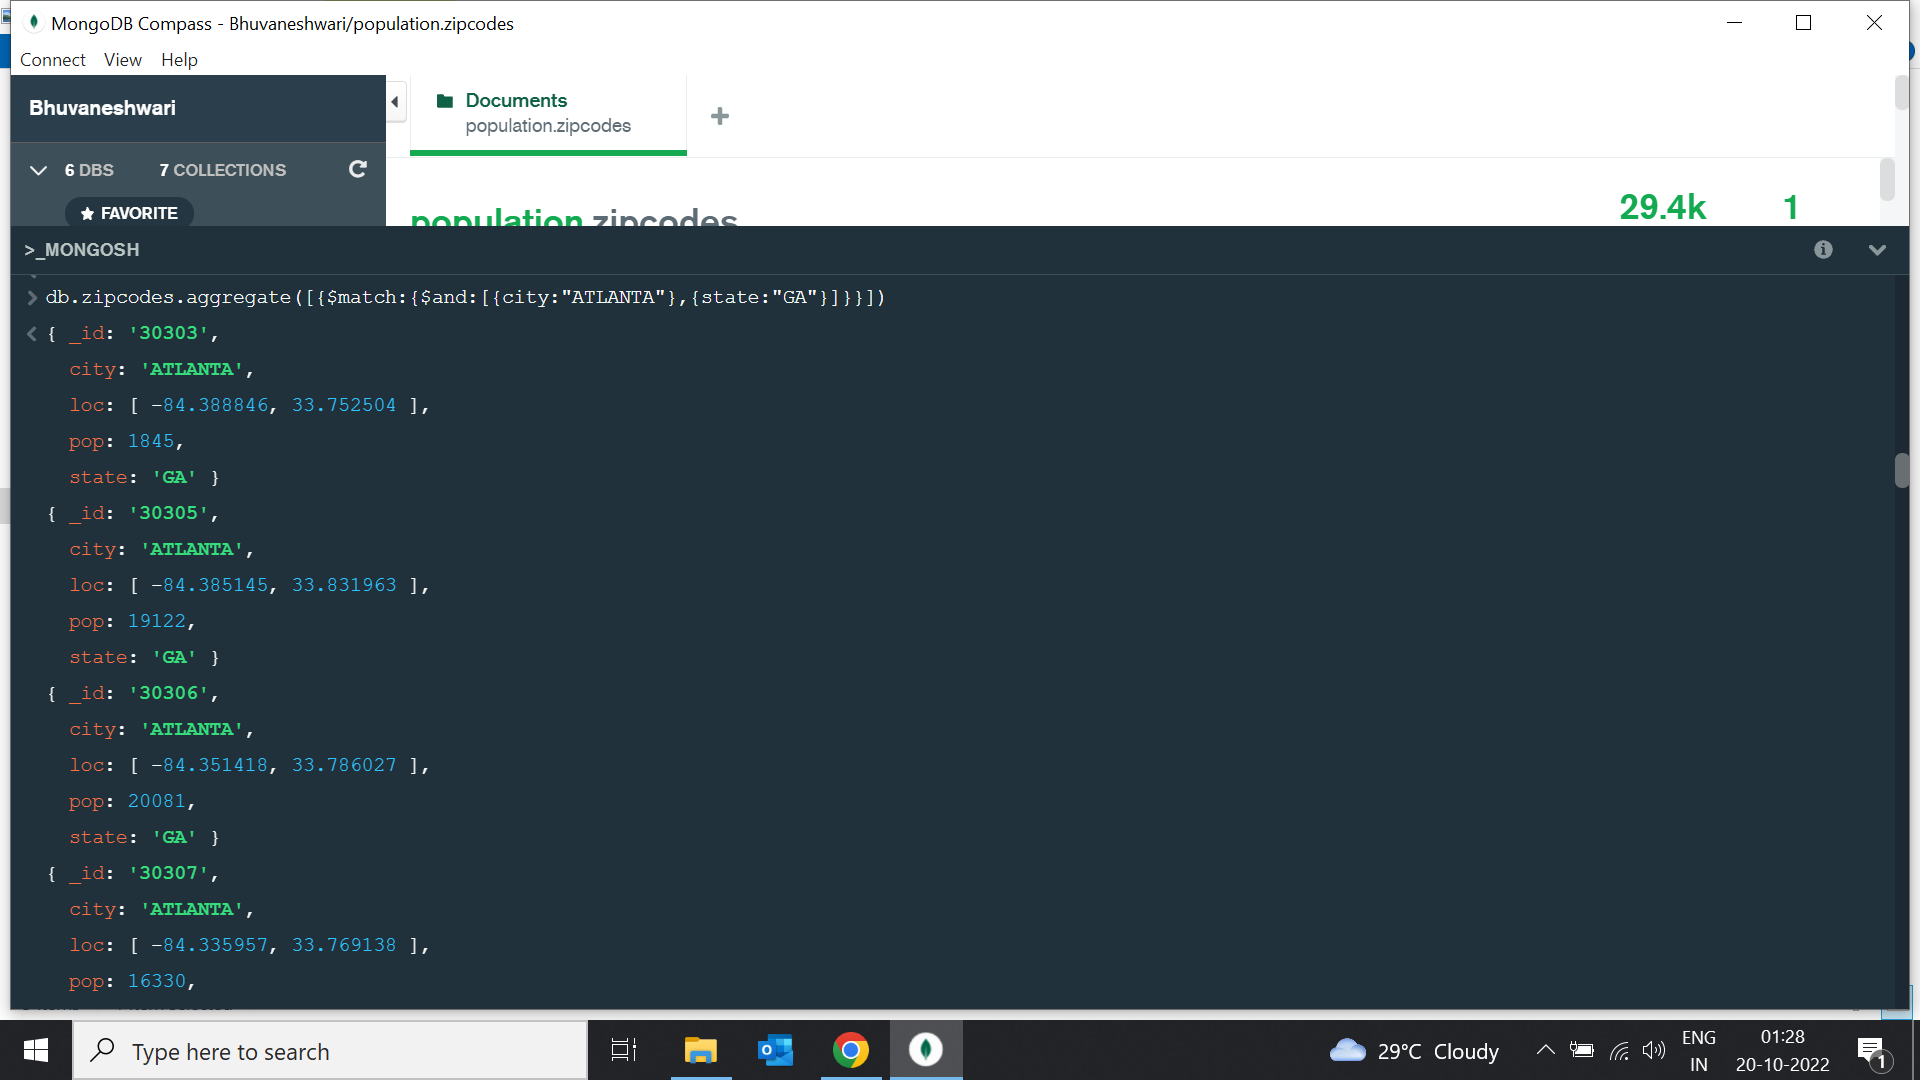 MongoDB Compass - Bhuvaneshwari/population.zipcodes
Connect View Help
Bhuvaneshwari
Documents
population.zipcodes
6 DBS 7 COLLECTIONS
FAVORITE
population.zipcodes
29.4k 1
>_MONGOSH
db.zipcodes.aggregate([{$match:{$and:[{city:"ATLANTA"},{state:"GA"}]}}])
{ _id: '30303',
city: 'ATLANTA',
loc: [ -84.388846, 33.752504 ],
pop: 1845,
state: 'GA' }
{ _id: '30305',
city: 'ATLANTA',
loc: [ -84.385145, 33.831963 ],
pop: 19122,
state: 'GA' }
{ _id: '30306',
city: 'ATLANTA',
loc: [ -84.351418, 33.786027 ],
pop: 20081,
state: 'GA' }
{ _id: '30307',
city: 'ATLANTA',
loc: [ -84.335957, 33.769138 ],
pop: 16330,
Type here to search
29°C Cloudy
ENG
IN
01:28
20-10-2022
1